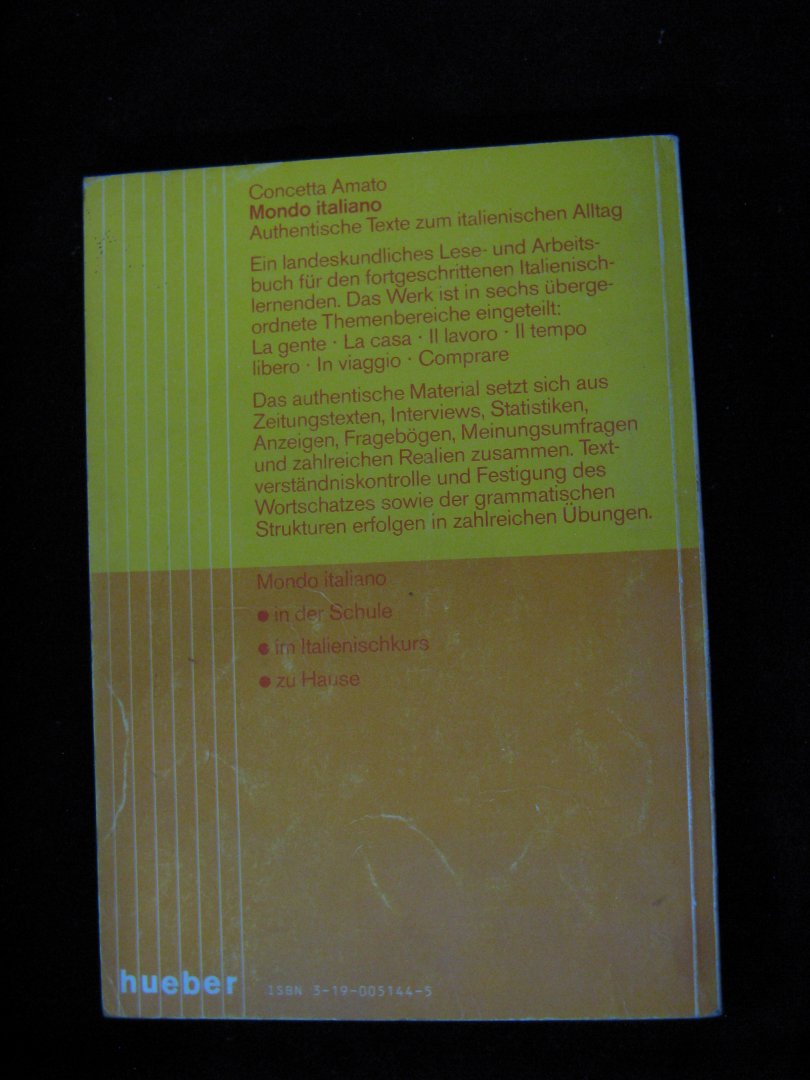 Concetta Amato
Mondo italiano
Authentische Texte zum italienischen Alltag
Ein landeskundliches Lese- und Arbeits-
buch für den fortgeschrittenen Italienisch-
lernenden. Das Werk ist in sechs überge-
ordnete Themenbereiche eingeteilt:
La gente · La casa · Il lavoro · Il tempo
libero · In viaggio · Comprare
Das authentische Material setzt sich aus
Zeitungstexten, Interviews, Statistiken,
Anzeigen, Fragebögen, Meinungsumfragen
und zahlreichen Realien zusammen. Text-
verständniskontrolle und Festigung des
Wortschatzes sowie der grammatischen
Strukturen erfolgen in zahlreichen Übungen.
Mondo italiano
● in der Schule
● im Italienischkurs
● zu Hause
hueber ISBN 3-19-005144-5